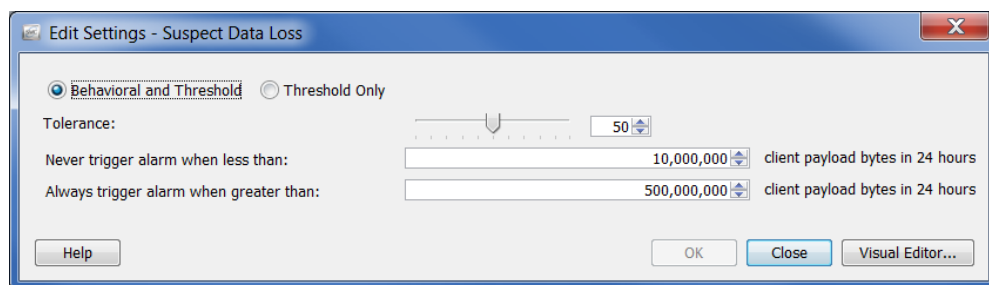 Edit Settings - Suspect Data Loss
Behavioral and Threshold Threshold Only
Tolerance: 50
Never trigger alarm when less than: 10,000,000 client payload bytes in 24 hours
Always trigger alarm when greater than: 500,000,000 client payload bytes in 24 hours
Help OK Close Visual Editor...